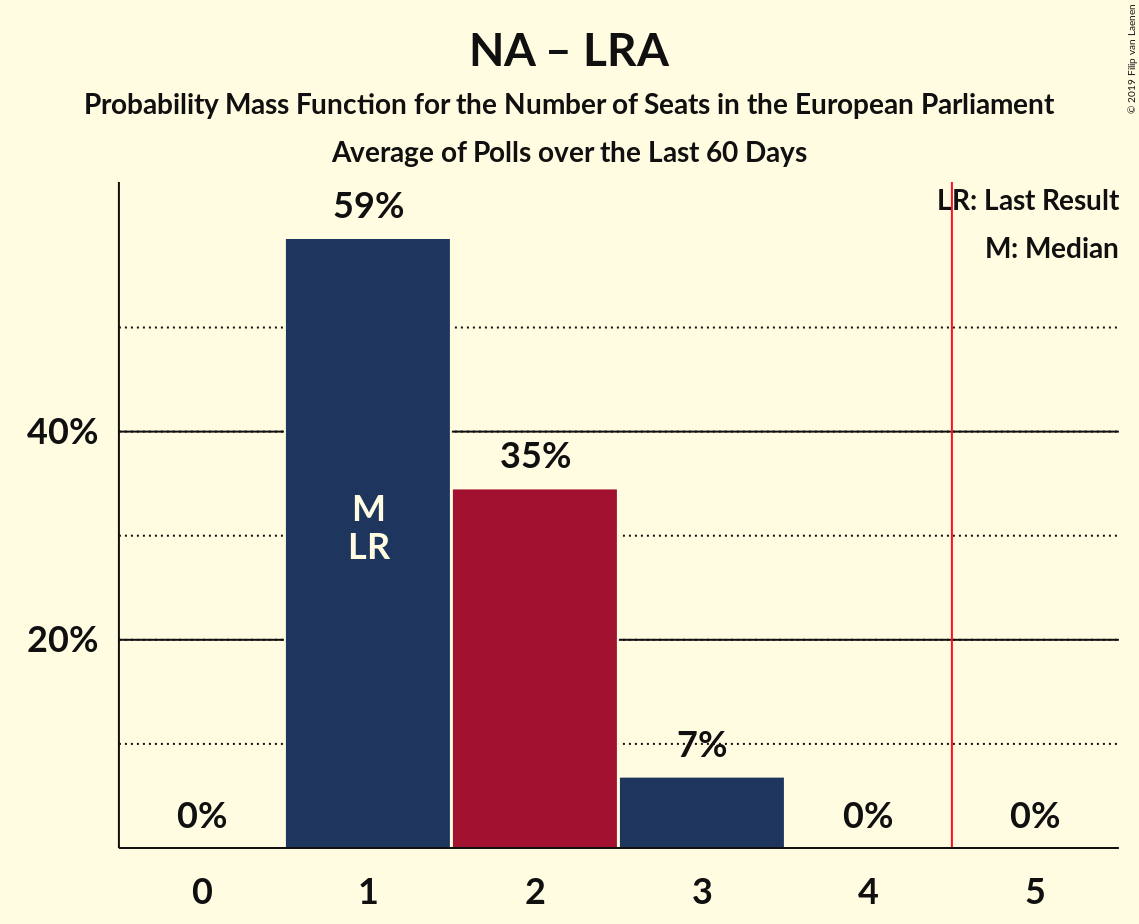 NA – LRA
Probability Mass Function for the Number of Seats in the European Parliament
Average of Polls over the Last 60 Days
© 2019 Filip van Laenen
LR: Last Result
M: Median
59%
40%
35%
M
LR
20%
7%
0%
0%
0%
0
1
2
3
4
5